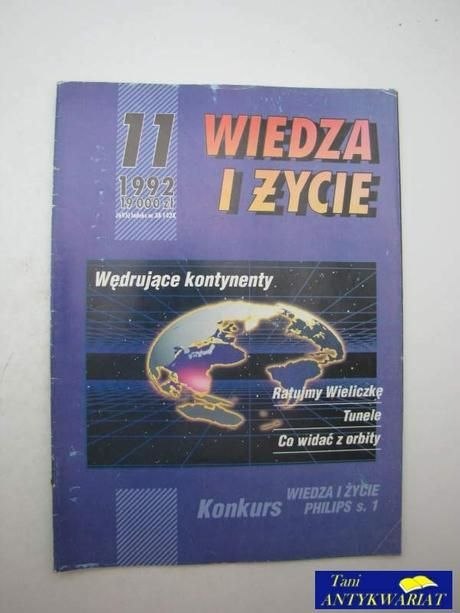 11
1992
19 000 zł
WIEDZA
I ŻYCIE
Wędrujące kontynenty
Ratujmy Wieliczkę
Tunele
Co widać z orbity
Konkurs
WIEDZA I ŻYCIE
PHILIPS s. 1
Tani
ANTYKWARIAT